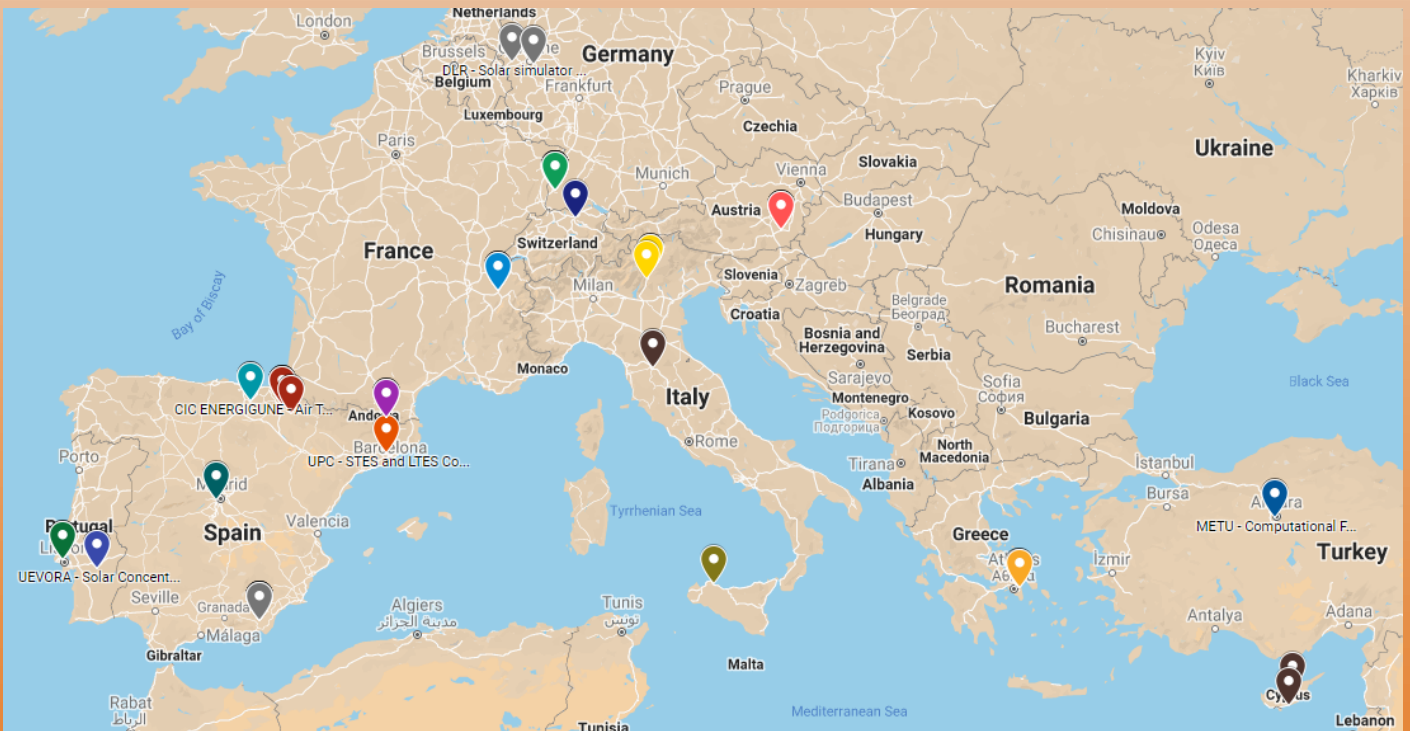 Netherlands
London
Brussels
Germany
DLR - Solar simulator ...
Belgium
Frankfurt
Luxembourg
Prague
Czechia
Київ
Kyiv
Kharkiv
Харків
Ukraine
Paris
Slovakia
Munich
Vienna
Austria
Budapest
Moldova
Chisinau
Odesa
Одеса
Hungary
France
Switzerland
Slovenia
Zagreb
Milan
Romania
Croatia
Belgrade
Београд
Bucharest
Bay of Biscay
Bosnia and
Herzegovina
Serbia
Monaco
Sarajevo
Sofia
София
Black Sea
Montenegro
Italy
Kosovo
Podgorica
Подгорица
Bulgaria
CIC ENERGIGUNE - Air T...
Andorra
Rome
North
Macedonia
Barcelona
UPC - STES and LTES Co...
Porto
Tirana
İstanbul
Albania
Madrid
Bursa
Ankara
Tyrrhenian Sea
METU - Computational F...
Portugal
Spain
Valencia
Greece
Turkey
Athens
Αθήνα
İzmir
UEVORA - Solar Concent...
Seville
Granada
Algiers
مدينة الجزائر
Tunis
تونس
Antalya
Adana
Málaga
Gibraltar
Malta
Cyprus
Rabat
الرباط
Mediterranean Sea
Lebanon
Tunisia